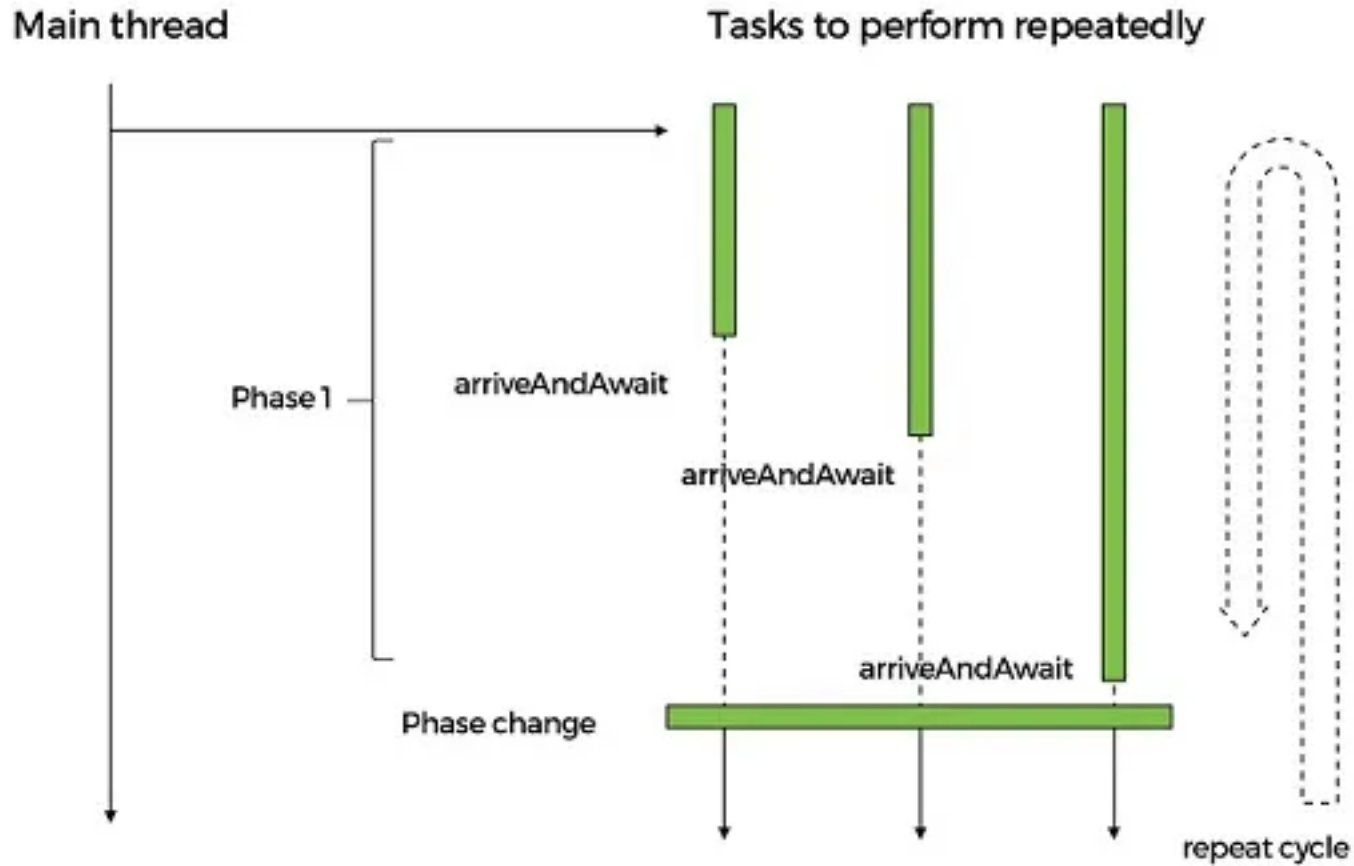 Main thread
Tasks to perform repeatedly
arriveAndAwait
Phase 1
arriveAndAwait
arriveAndAwait
Phase change
repeat cycle